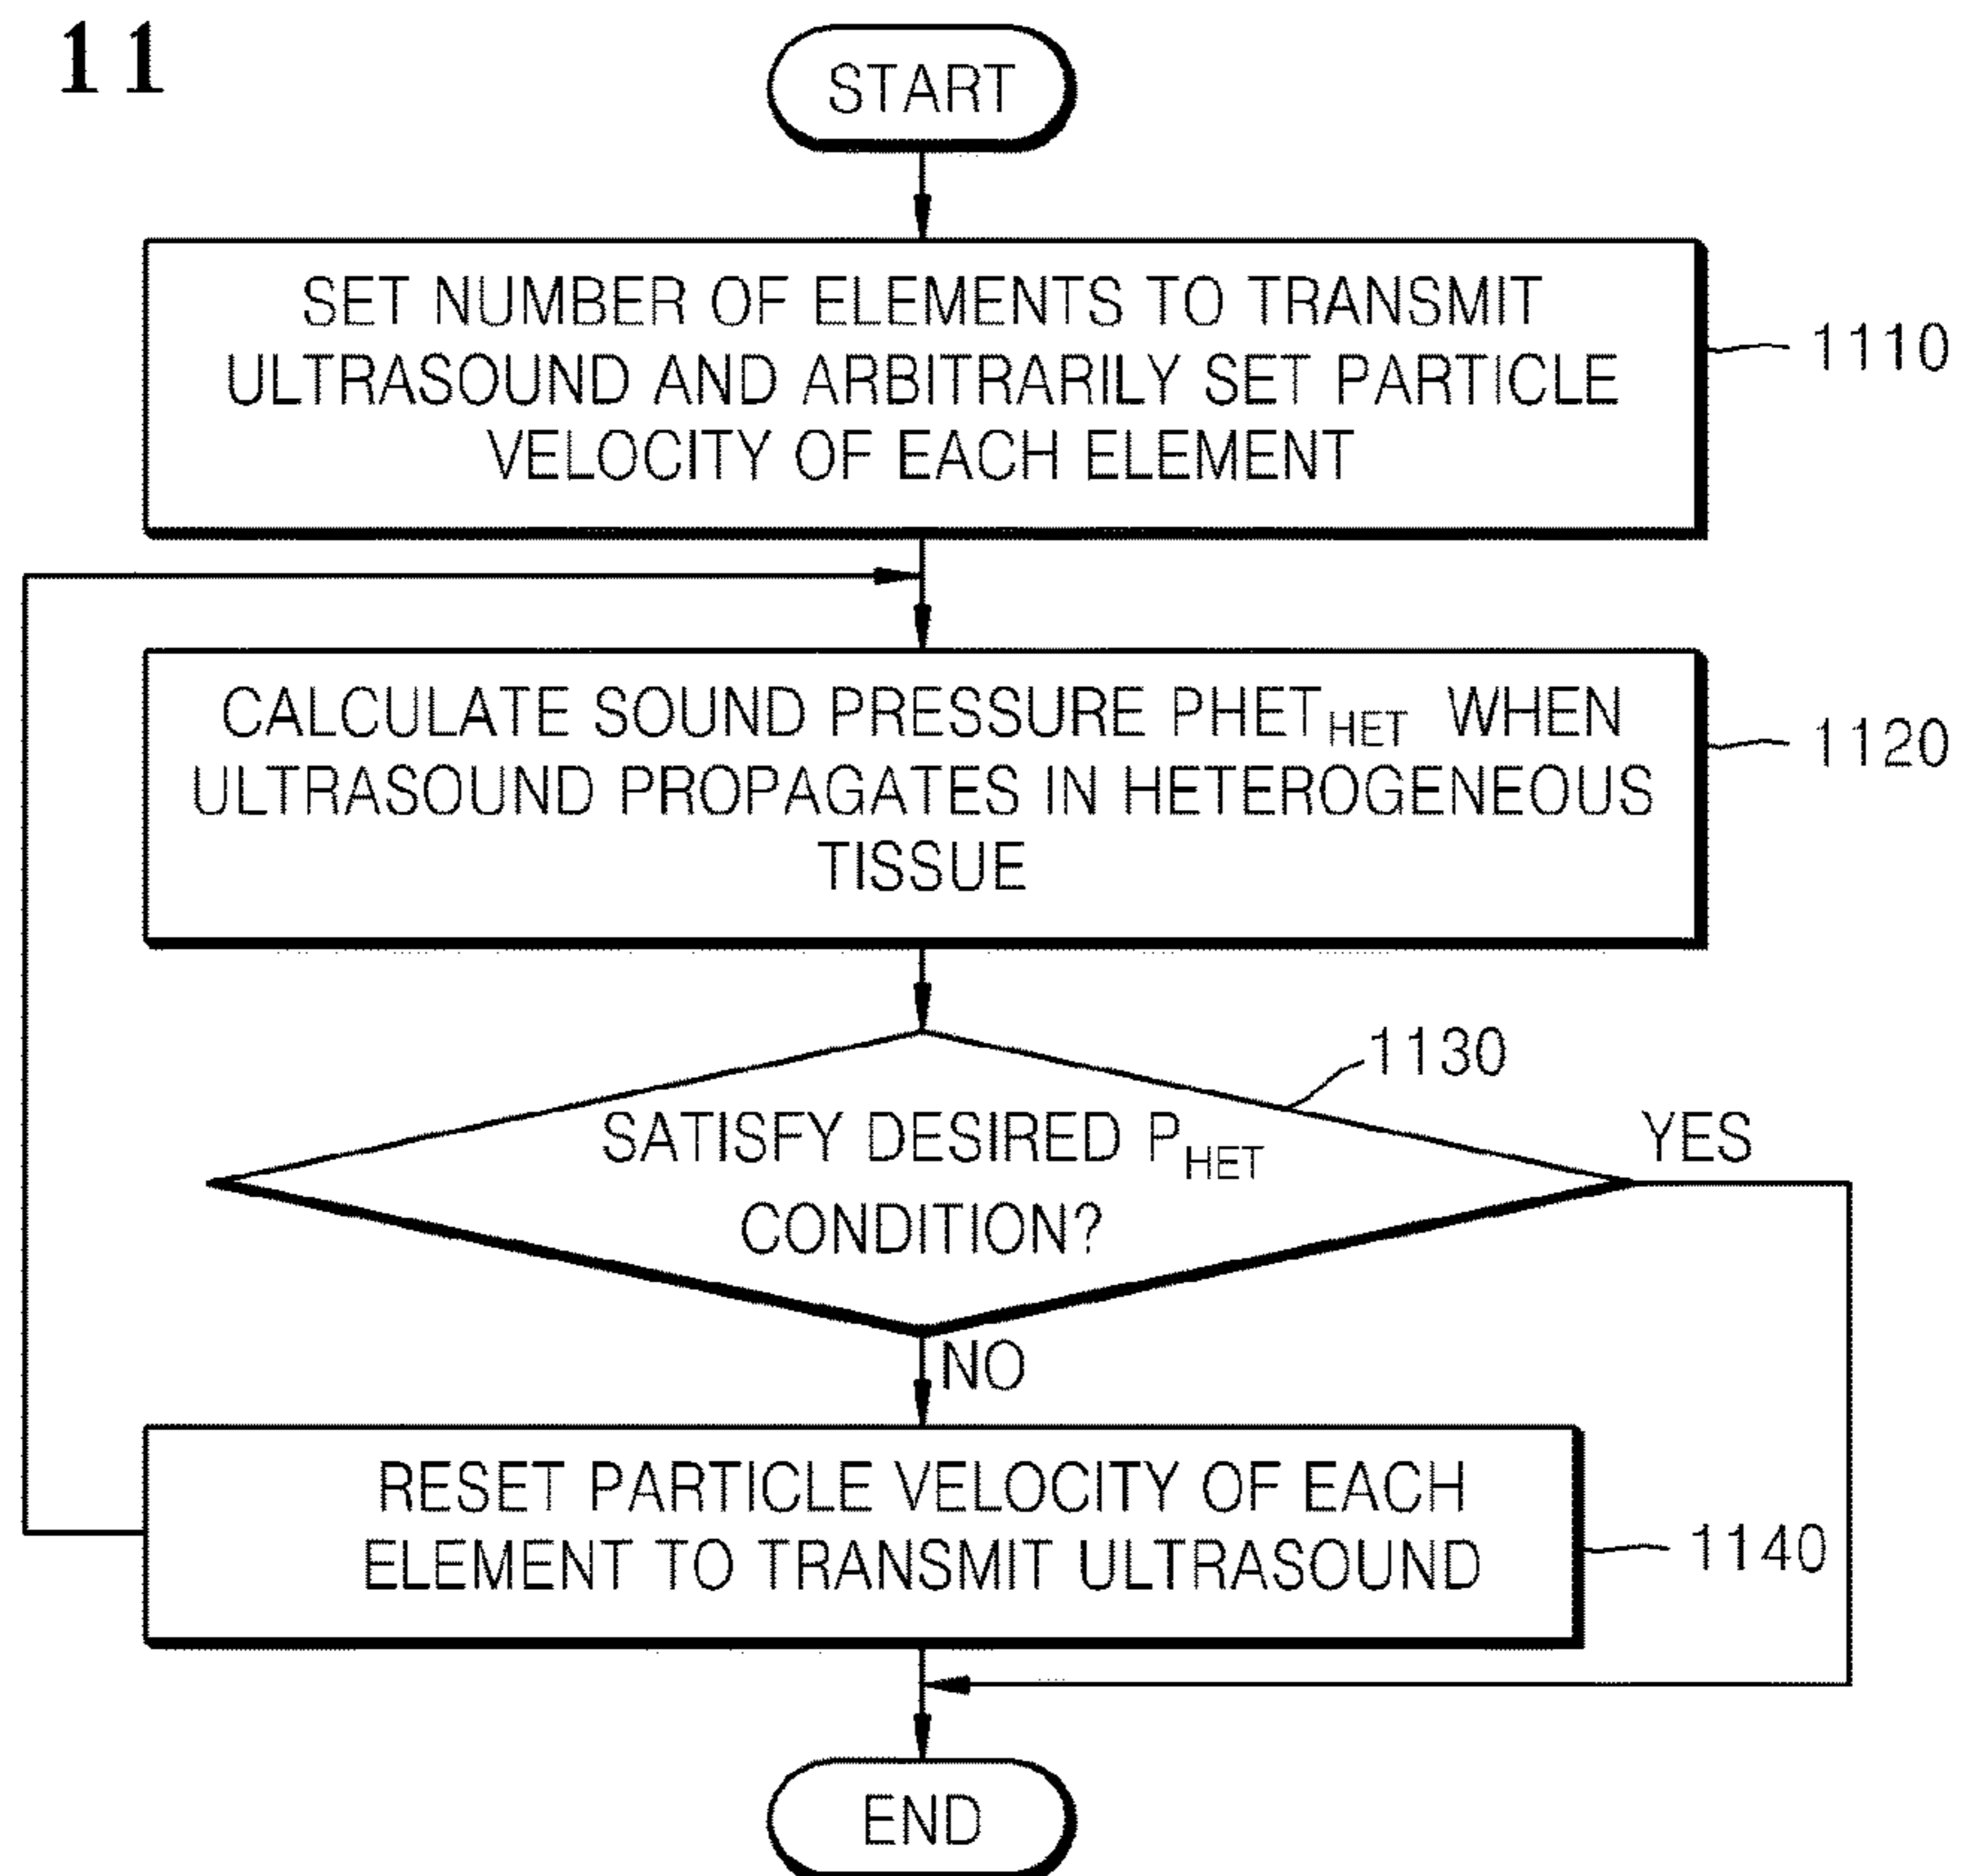 11
START
SET NUMBER OF ELEMENTS TO TRANSMIT
ULTRASOUND AND ARBITRARILY SET PARTICLE
VELOCITY OF EACH ELEMENT
1110
CALCULATE SOUND PRESSURE PHET_HET WHEN
ULTRASOUND PROPAGATES IN HETEROGENEOUS
TISSUE
1120
1130
SATISFY DESIRED P_HET
CONDITION?
YES
NO
RESET PARTICLE VELOCITY OF EACH
ELEMENT TO TRANSMIT ULTRASOUND
1140
END